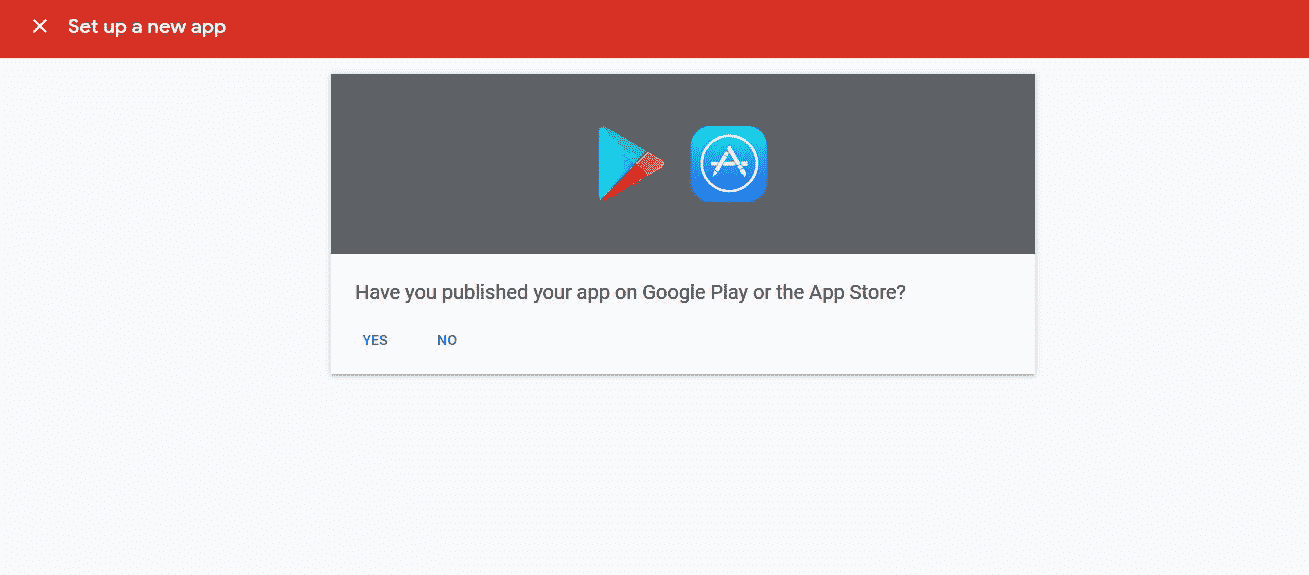 Set up a new app
Have you published your app on Google Play or the App Store?
YES NO